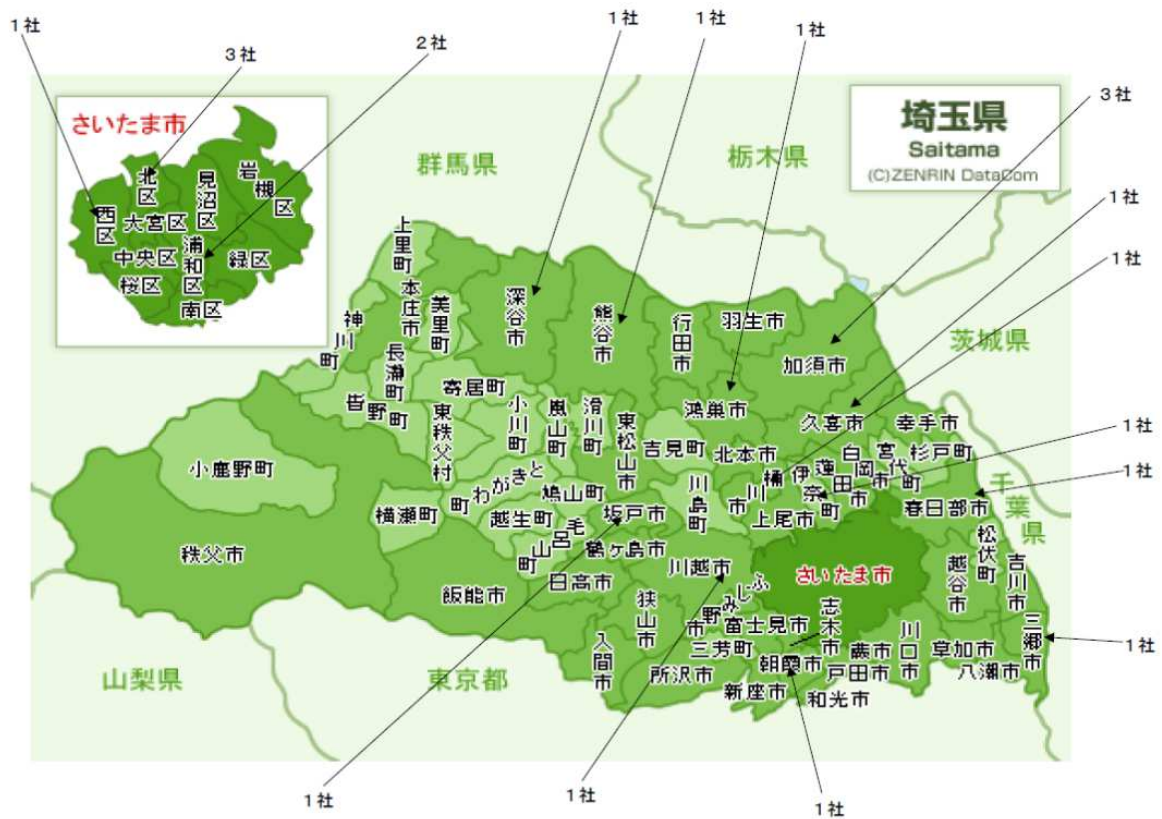 1社
3社
2社
1社
1社
1社
3社
1社
1社
1社
1社
1社
1社
1社
1社
さいたま市
北区
見沼区
岩槻区
西区
大宮区
浦和区
中央区
緑区
桜区
南区
埼玉県
Saitama
(C)ZENRIN DataCom
群馬県
栃木県
茨城県
千葉県
東京都
山梨県
上里町
本庄市
美里町
深谷市
熊谷市
行田市
羽生市
加須市
神川町
長瀞町
寄居町
皆野町
東秩父村
小川町
嵐山町
滑川町
東松山市
吉見町
鴻巣市
北本市
久喜市
幸手市
白岡市
宮代町
杉戸町
蓮田市
伊奈町
桶川市
上尾市
春日部市
小鹿野町
横瀬町
ときがわ町
鳩山町
越生町
毛呂山町
坂戸市
鶴ヶ島市
川島町
川越市
日高市
秩父市
飯能市
狭山市
入間市
所沢市
ふじみ野市
富士見市
三芳町
さいたま市
志木市
朝霞市
新座市
和光市
戸田市
蕨市
川口市
草加市
八潮市
越谷市
松伏町
吉川市
三郷市